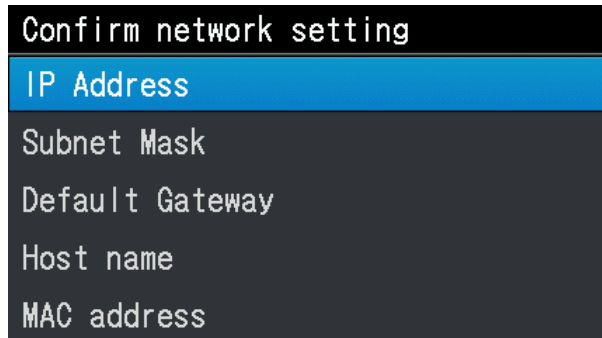 Confirm network setting
IP Address
Subnet Mask
Default Gateway
Host name
MAC address